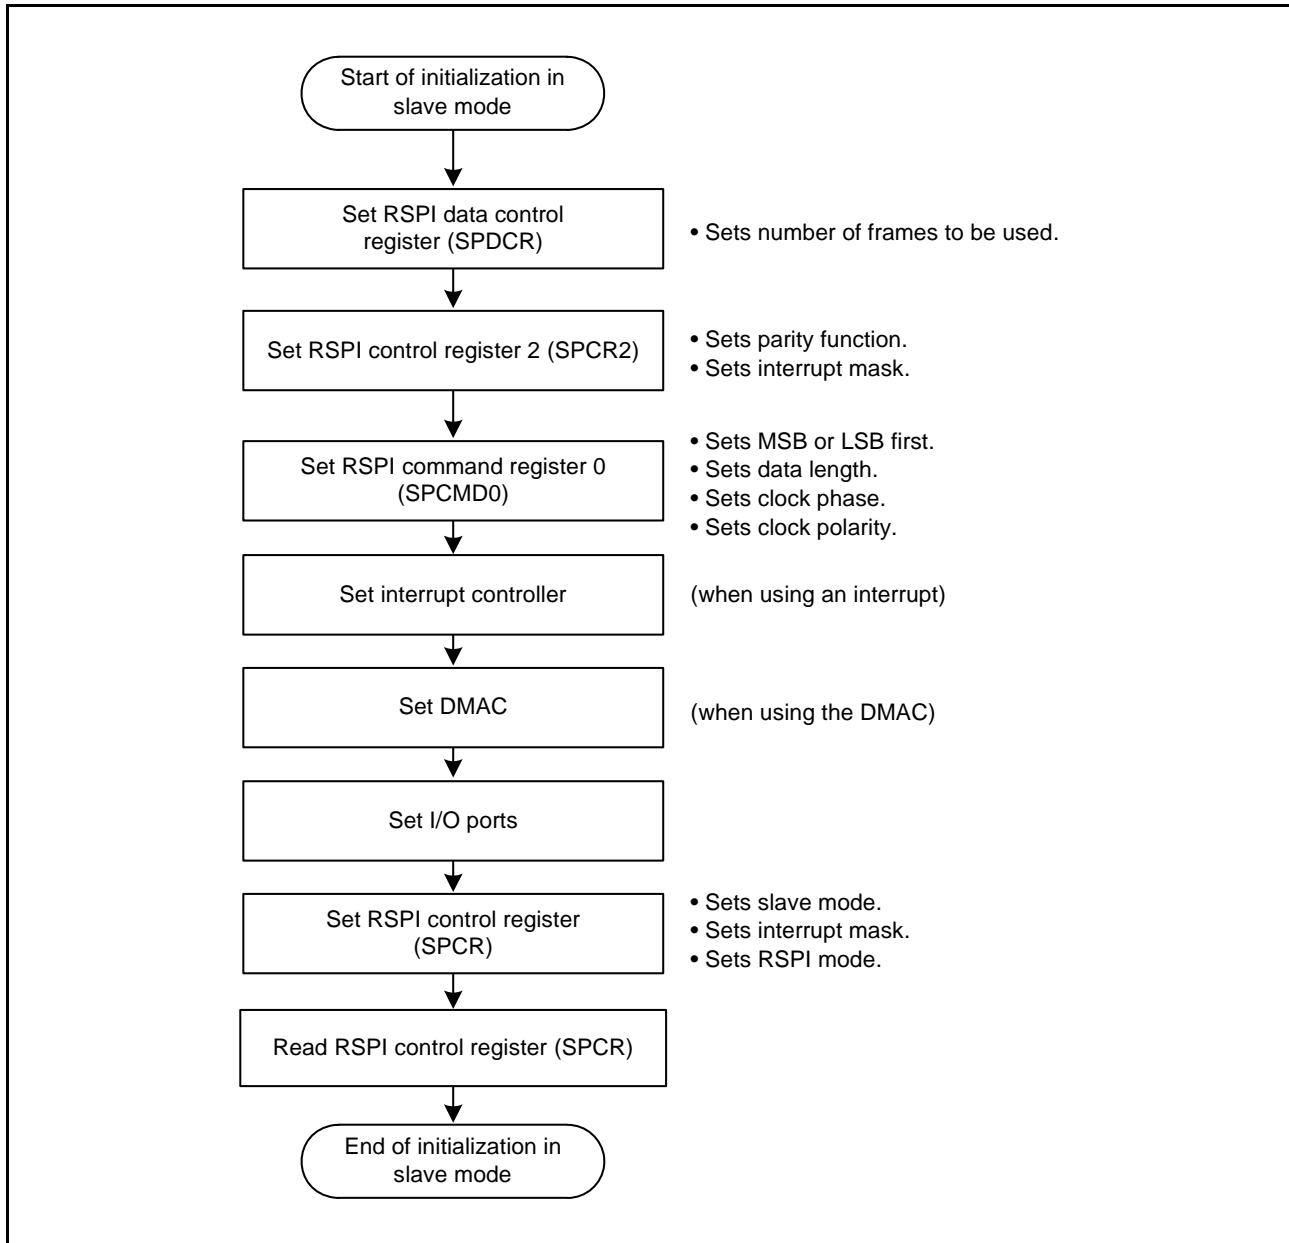 Start of initialization in
slave mode
Set RSPI data control
register (SPDCR)
• Sets number of frames to be used.
Set RSPI control register 2 (SPCR2)
• Sets parity function.
• Sets interrupt mask.
Set RSPI command register 0
(SPCMD0)
• Sets MSB or LSB first.
• Sets data length.
• Sets clock phase.
• Sets clock polarity.
Set interrupt controller
(when using an interrupt)
Set DMAC
(when using the DMAC)
Set I/O ports
Set RSPI control register
(SPCR)
• Sets slave mode.
• Sets interrupt mask.
• Sets RSPI mode.
Read RSPI control register (SPCR)
End of initialization in
slave mode